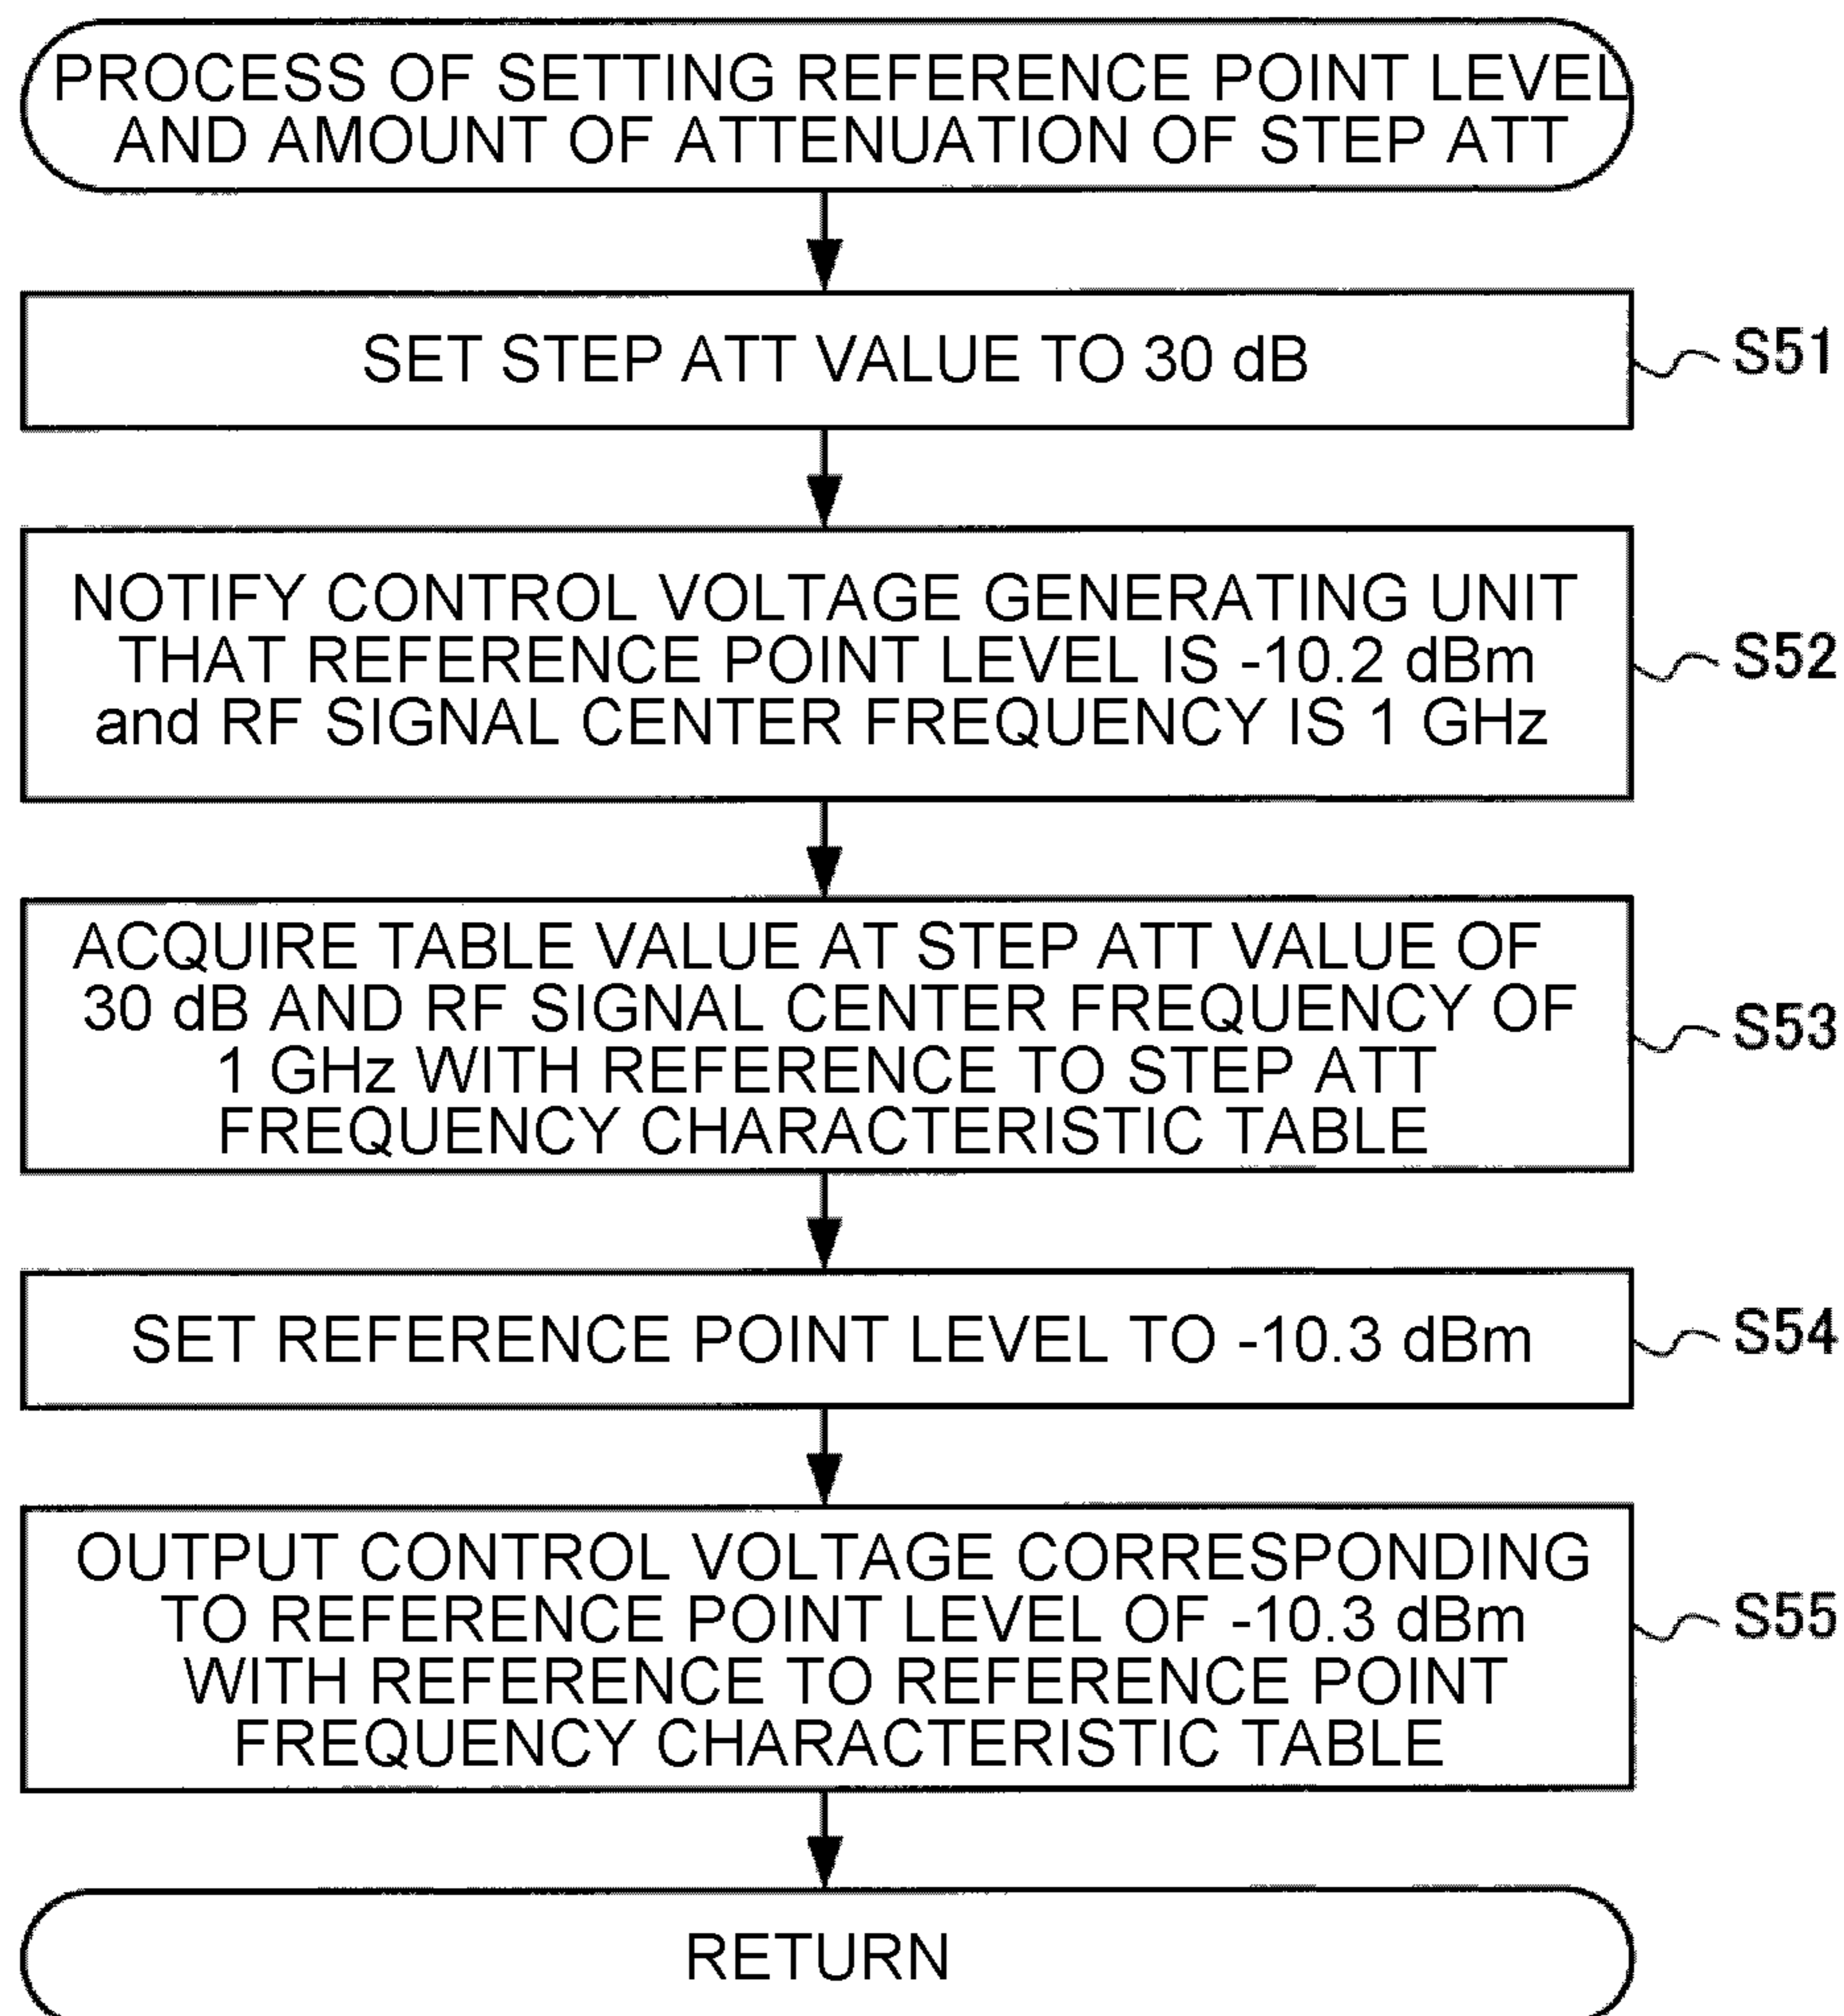 PROCESS OF SETTING REFERENCE POINT LEVEL
AND AMOUNT OF ATTENUATION OF STEP ATT
SET STEP ATT VALUE TO 30 dB
S51
NOTIFY CONTROL VOLTAGE GENERATING UNIT
THAT REFERENCE POINT LEVEL IS -10.2 dBm
and RF SIGNAL CENTER FREQUENCY IS 1 GHz
S52
ACQUIRE TABLE VALUE AT STEP ATT VALUE OF
30 dB AND RF SIGNAL CENTER FREQUENCY OF
1 GHz WITH REFERENCE TO STEP ATT
FREQUENCY CHARACTERISTIC TABLE
S53
SET REFERENCE POINT LEVEL TO -10.3 dBm
S54
OUTPUT CONTROL VOLTAGE CORRESPONDING
TO REFERENCE POINT LEVEL OF -10.3 dBm
WITH REFERENCE TO REFERENCE POINT
FREQUENCY CHARACTERISTIC TABLE
S55
RETURN